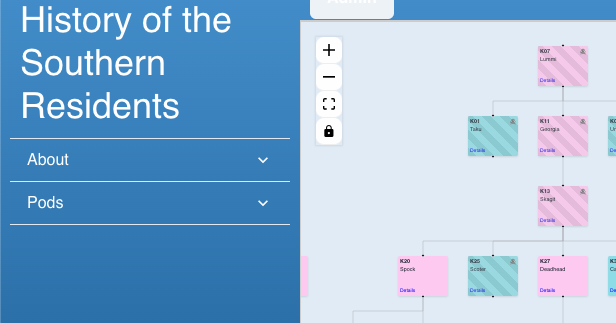 History of the
Southern
Residents
About
Pods
K07
Lummi
Details
K01
Taku
Details
K11
Georgia
Details
K13
Skagit
Details
K20
Spock
Details
K25
Scoter
Details
K27
Deadhead
Details